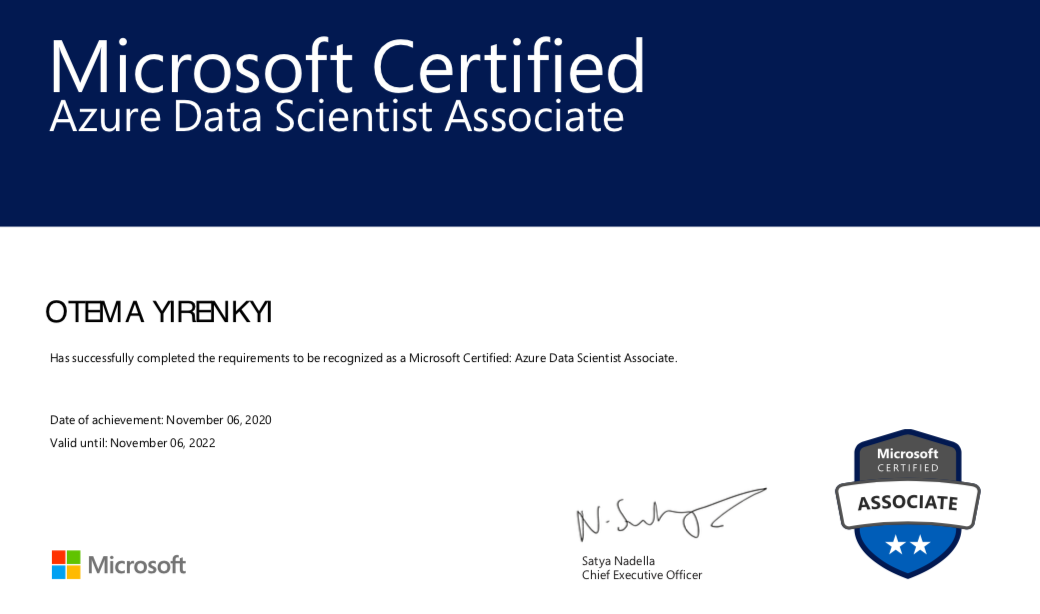 Microsoft Certified
Azure Data Scientist Associate
OTEMA YIRENKYI
Has successfully completed the requirements to be recognized as a Microsoft Certified: Azure Data Scientist Associate.
Date of achievement: November 06, 2020
Valid until: November 06, 2022
Microsoft
CERTIFIED
ASSOCIATE
Satya Nadella
Chief Executive Officer
Microsoft